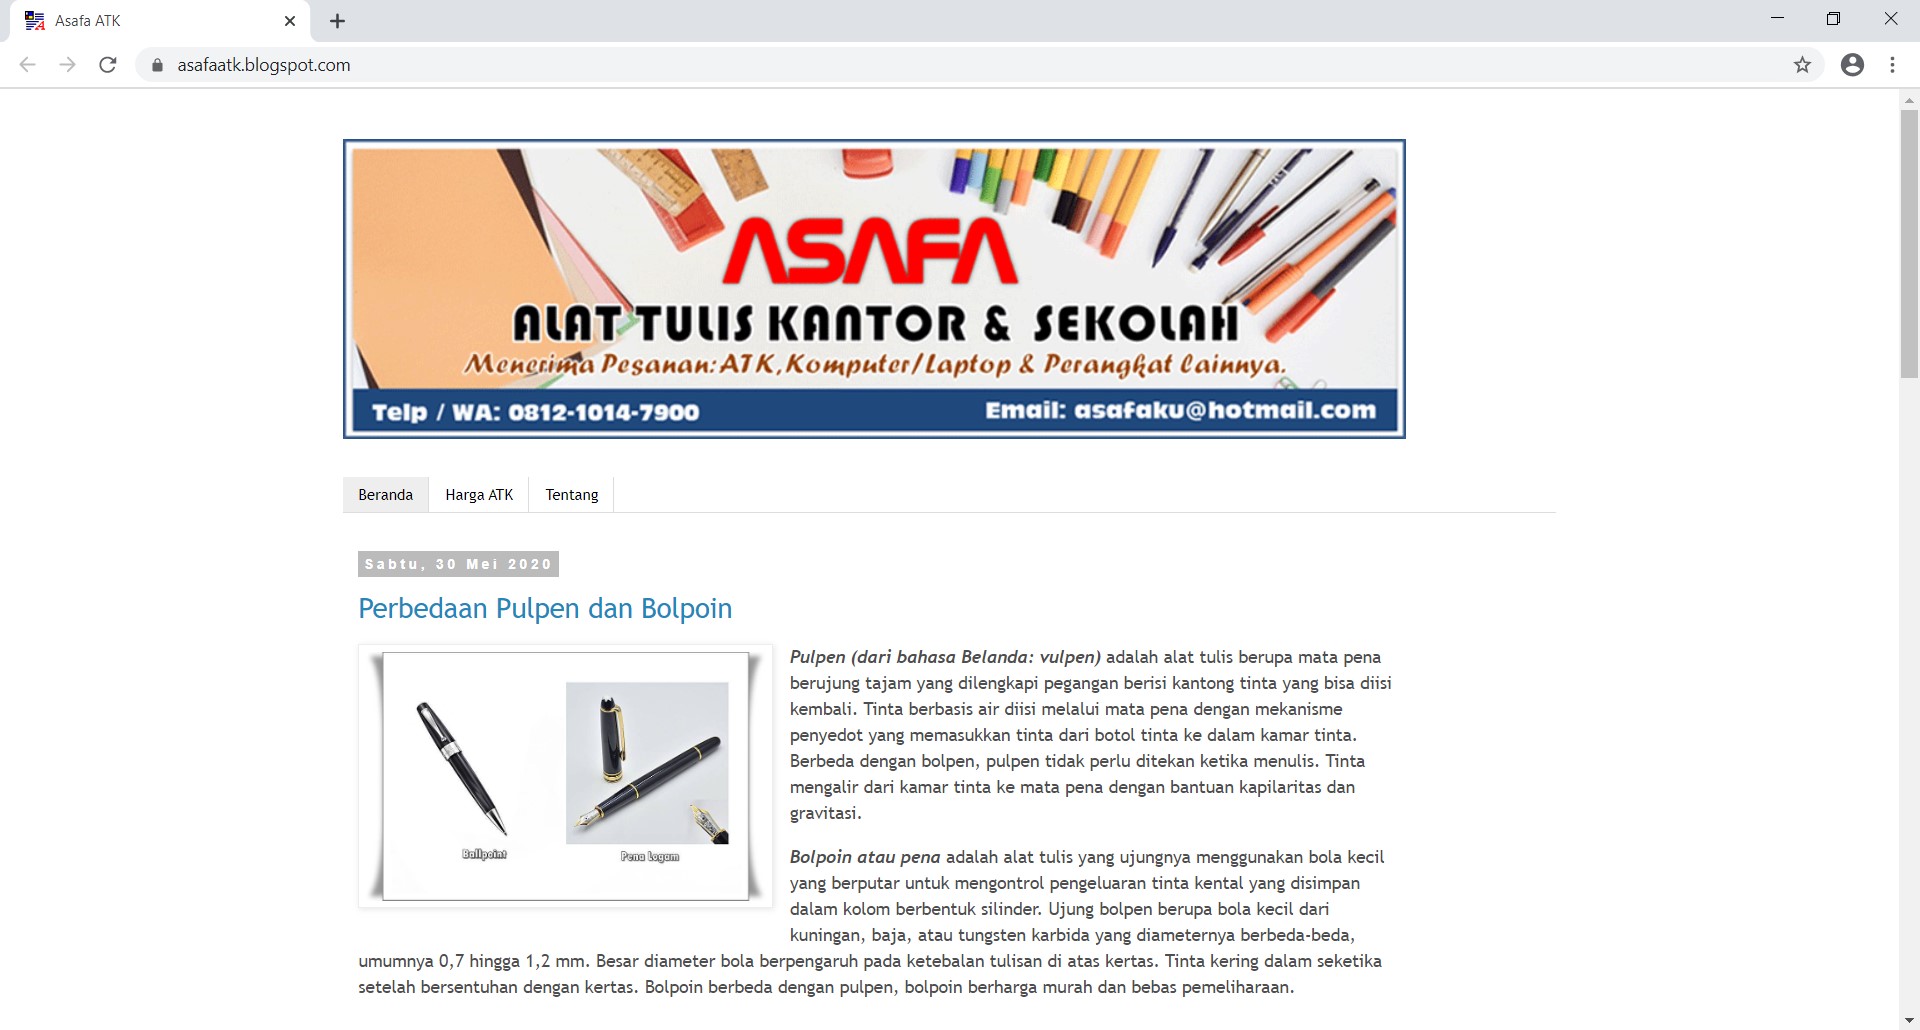 Asafa ATK
asafaatk.blogspot.com
ASAFA
ALAT TULIS KANTOR & SEKOLAH
Menerima Pesanan: ATK, Komputer/Laptop & Perangkat lainnya.
Telp / WA: 0812-1014-7900
Email: asafaku@hotmail.com
Beranda
Harga ATK
Tentang
Sabtu, 30 Mei 2020
Perbedaan Pulpen dan Bolpoin
Ballpoint
Pena Logam
Pulpen (dari bahasa Belanda: vulpen) adalah alat tulis berupa mata pena
berujung tajam yang dilengkapi pegangan berisi kantong tinta yang bisa diisi
kembali. Tinta berbasis air diisi melalui mata pena dengan mekanisme
penyedot yang memasukkan tinta dari botol tinta ke dalam kamar tinta.
Berbeda dengan bolpen, pulpen tidak perlu ditekan ketika menulis. Tinta
mengalir dari kamar tinta ke mata pena dengan bantuan kapilaritas dan
gravitasi.
Bolpoin atau pena adalah alat tulis yang ujungnya menggunakan bola kecil
yang berputar untuk mengontrol pengeluaran tinta kental yang disimpan
dalam kolom berbentuk silinder. Ujung bolpen berupa bola kecil dari
kuningan, baja, atau tungsten karbida yang diameternya berbeda-beda,
umumnya 0,7 hingga 1,2 mm. Besar diameter bola berpengaruh pada ketebalan tulisan di atas kertas. Tinta kering dalam seketika
setelah bersentuhan dengan kertas. Bolpoin berbeda dengan pulpen, bolpoin berharga murah dan bebas pemeliharaan.